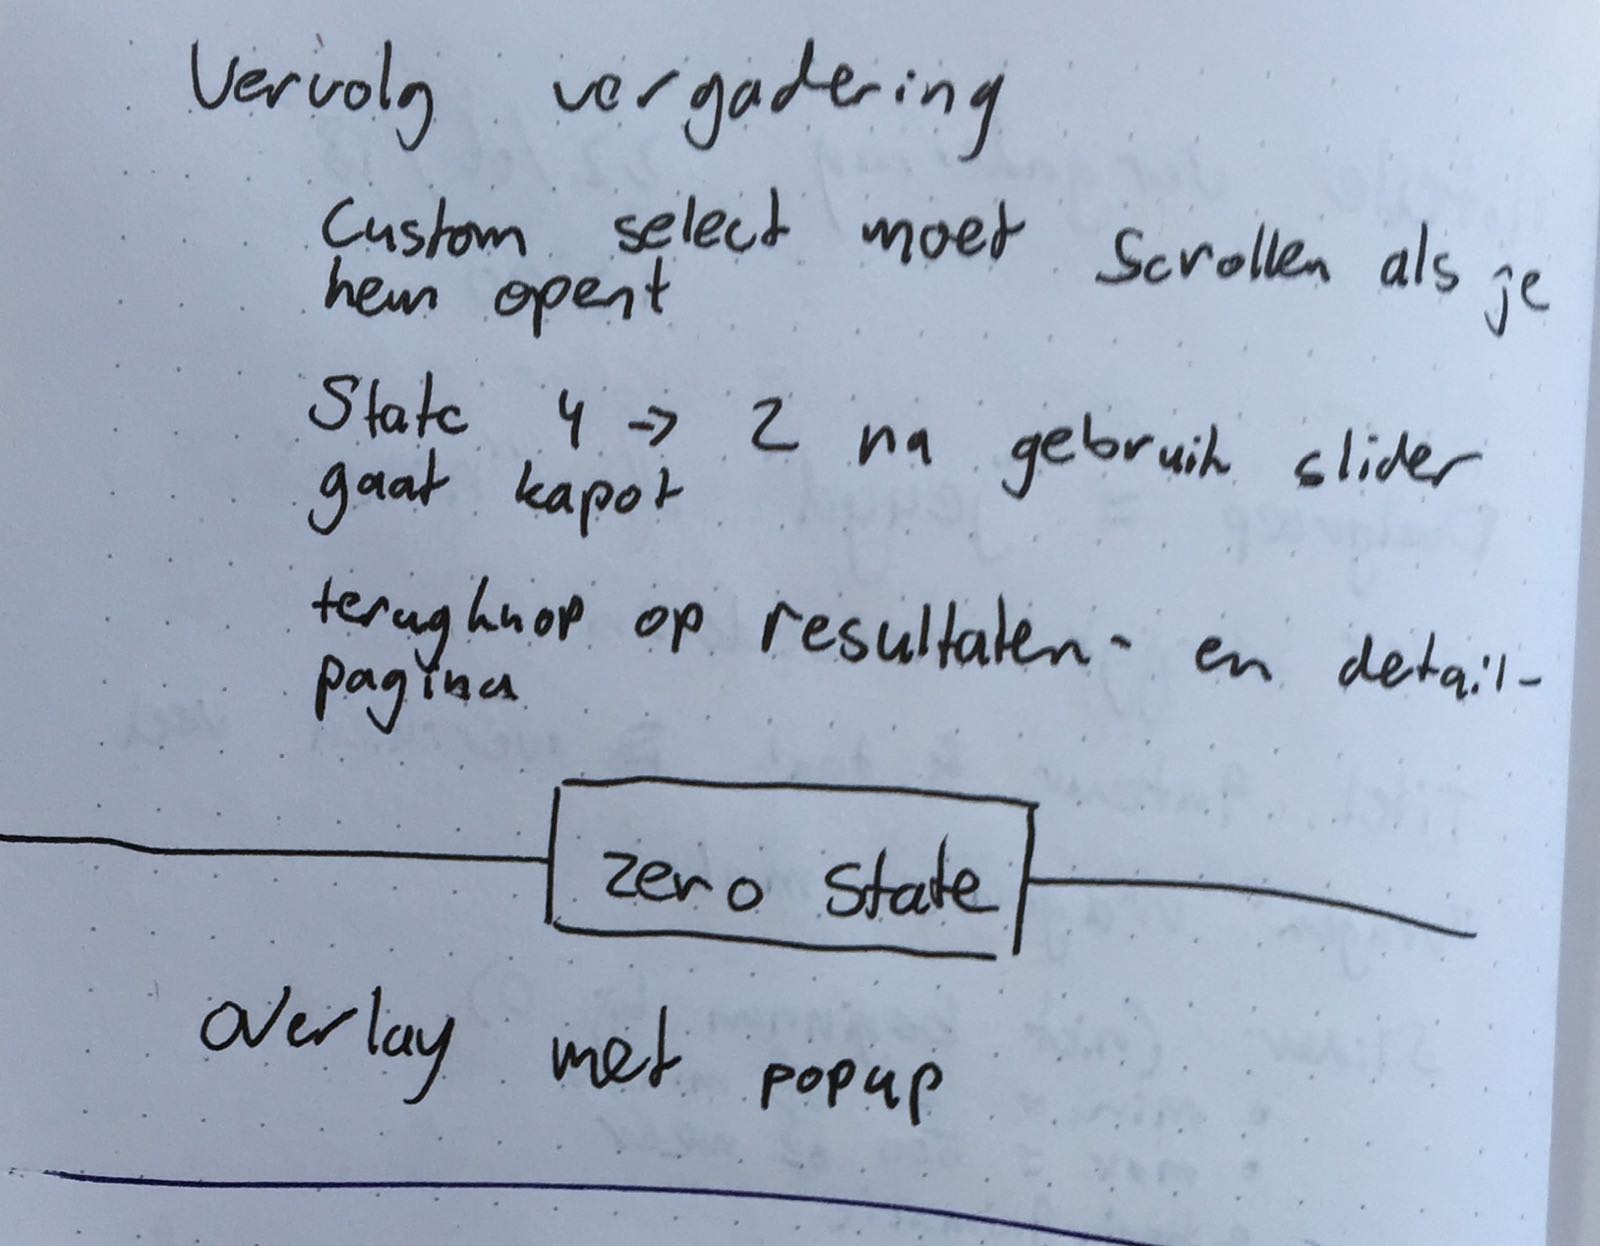 Vervolg vergadering
Custom select moet scrollen als je
hem opent
State 4 -> 2 na gebruik slider
gaat kapot
terugknop op resultaten- en detail-
pagina
zero state
overlay met popup